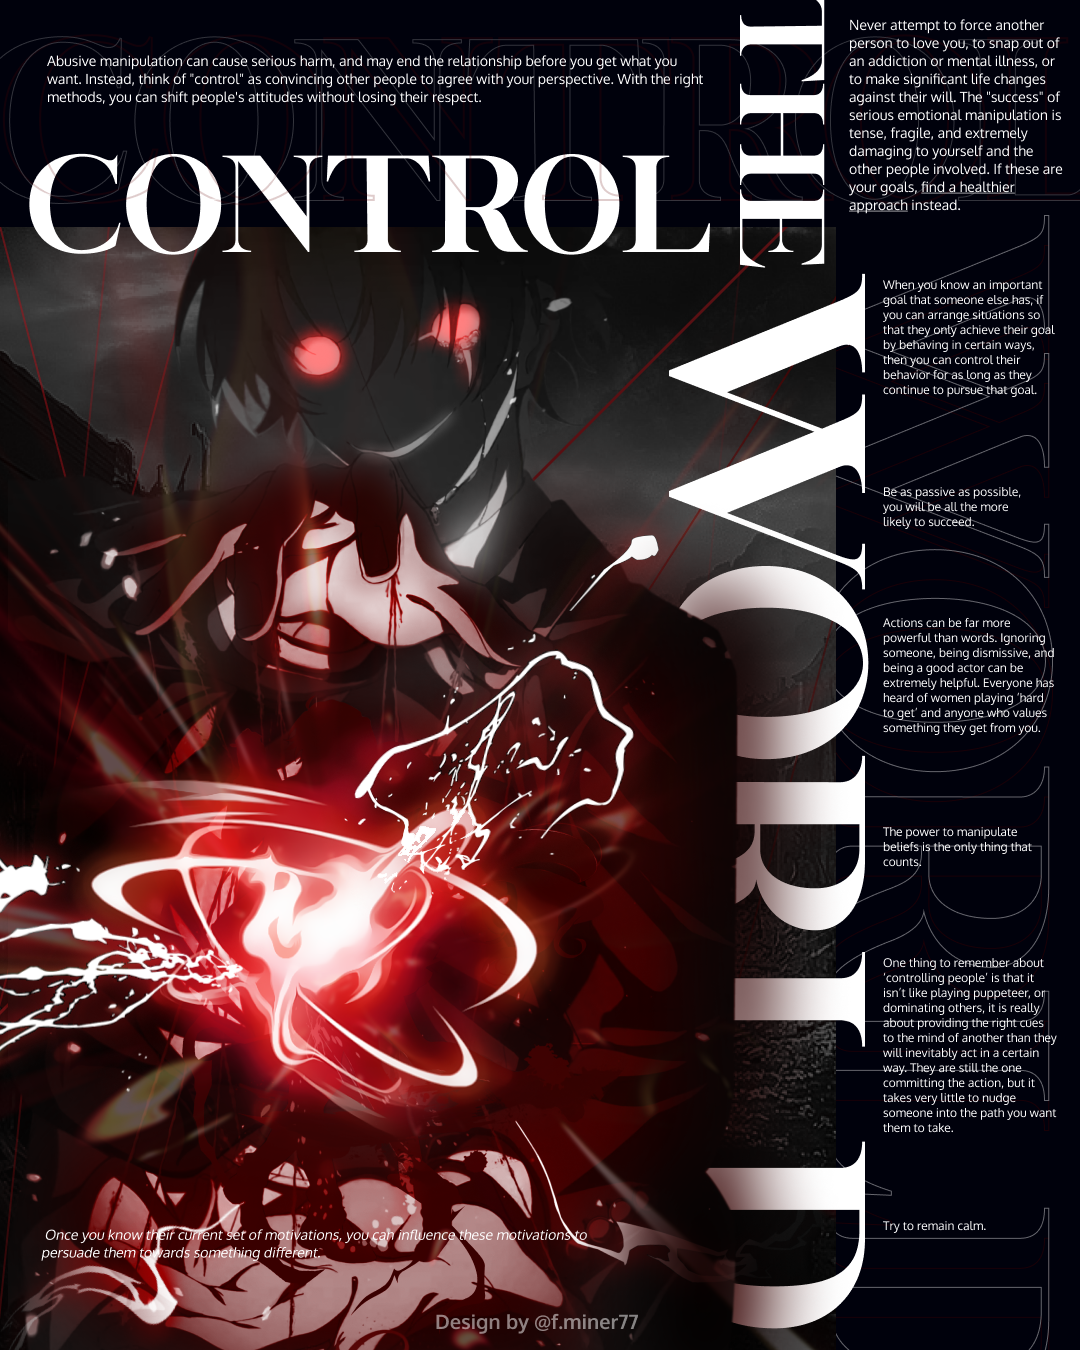 Abusive manipulation can cause serious harm, and may end the relationship before you get what you
want. Instead, think of "control" as convincing other people to agree with your perspective. With the right
methods, you can shift people's attitudes without losing their respect.
CONTROL
THE
WORLD
Never attempt to force another
person to love you, to snap out of
an addiction or mental illness, or
to make significant life changes
against their will. The "success" of
serious emotional manipulation is
tense, fragile, and extremely
damaging to yourself and the
other people involved. If these are
your goals, find a healthier
approach instead.
When you know an important
goal that someone else has, if
you can arrange situations so
that they only achieve their goal
by behaving in certain ways,
then you can control their
behavior for as long as they
continue to pursue that goal.
Be as passive as possible,
you will be all the more
likely to succeed.
Actions can be far more
powerful than words. Ignoring
someone, being dismissive, and
being a good actor can be
extremely helpful. Everyone has
heard of women playing ‘hard
to get’ and anyone who values
something they get from you.
The power to manipulate
beliefs is the only thing that
counts.
One thing to remember about
‘controlling people’ is that it
isn’t like playing puppeteer, or
dominating others, it is really
about providing the right cues
to the mind of another than they
will inevitably act in a certain
way. They are still the one
committing the action, but it
takes very little to nudge
someone into the path you want
them to take.
Try to remain calm.
Once you know their current set of motivations, you can influence these motivations to
persuade them towards something different.
Design by @f.miner77
CONTROL
WORLD